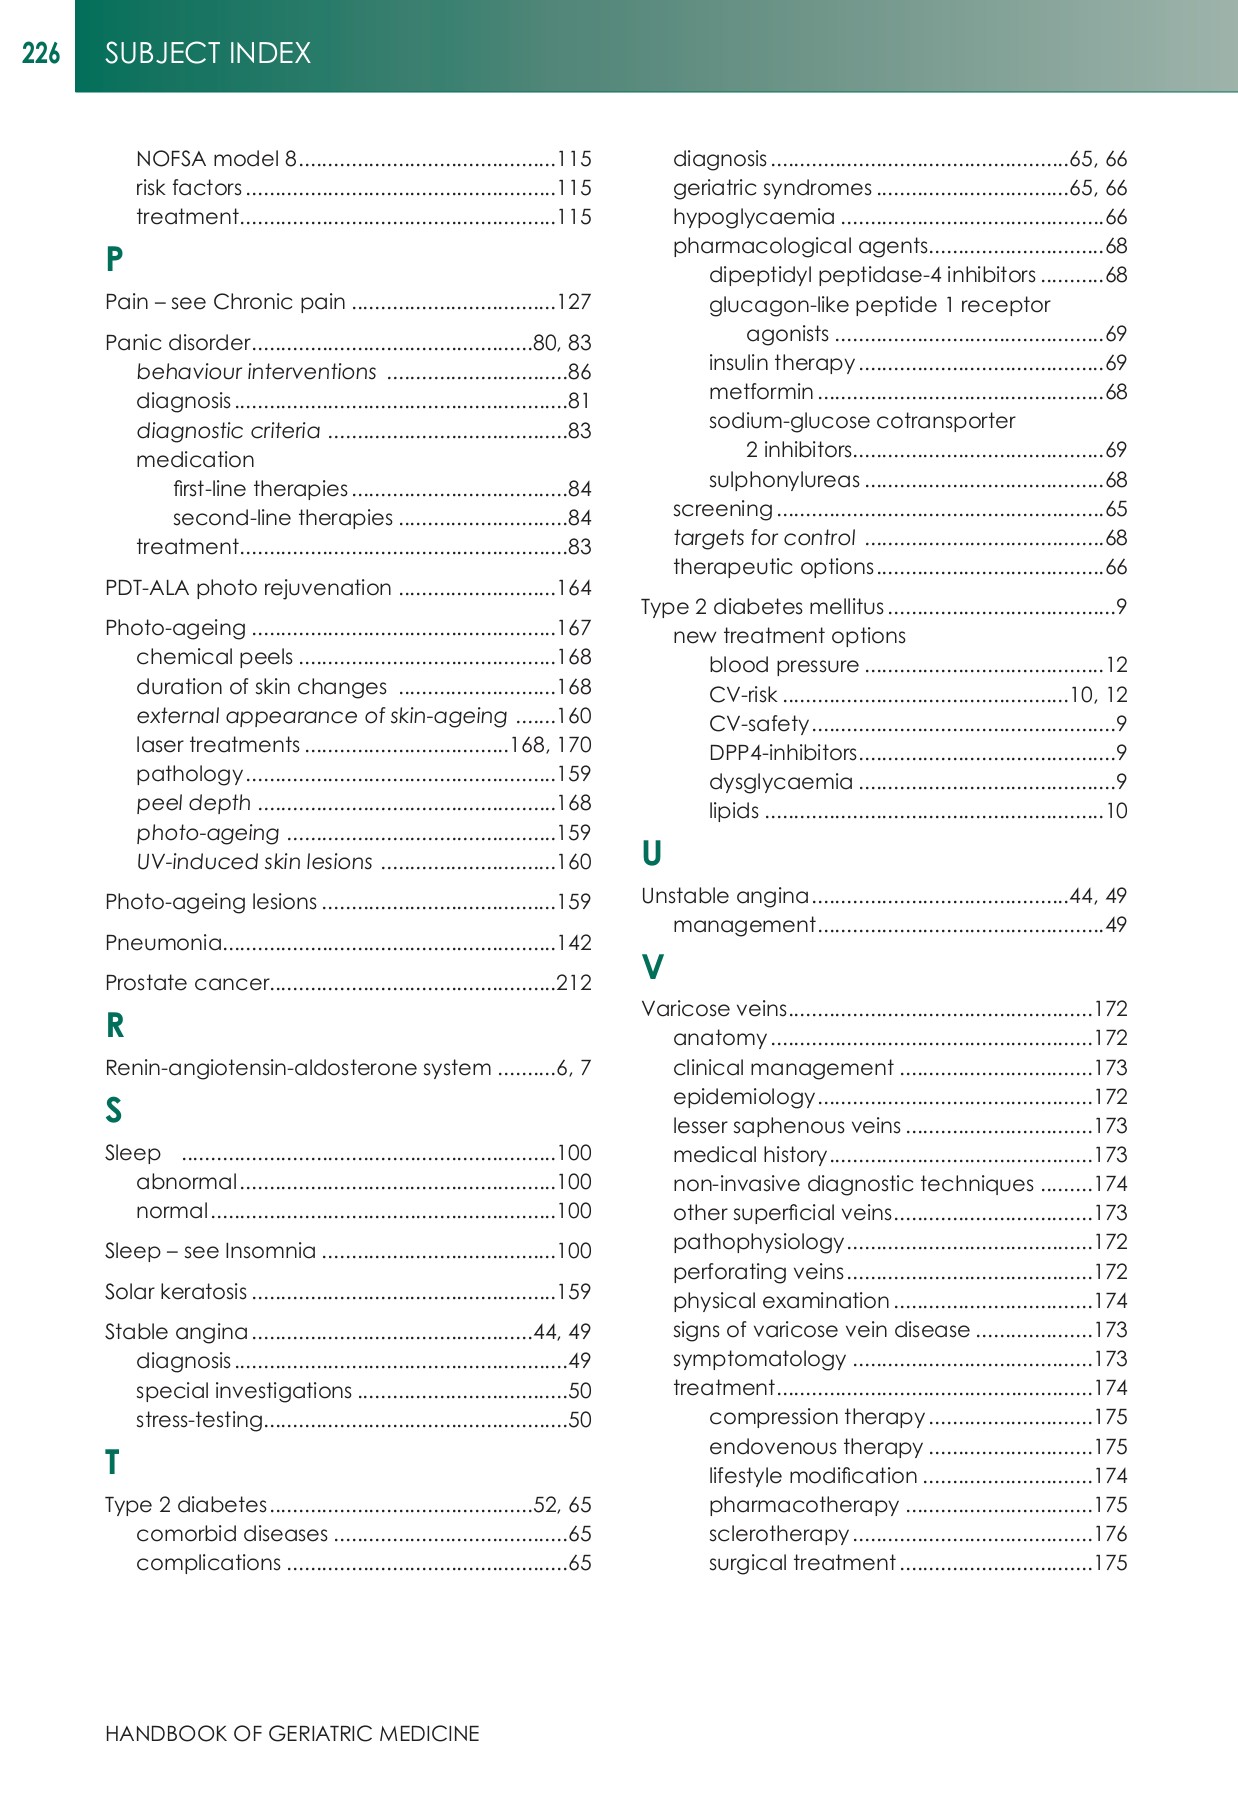 226
SUBJECT INDEX
NOFSA model 8............................................115
risk factors.....................................................115
treatment......................................................115
P
Pain – see Chronic pain ...................................127
Panic disorder................................................80, 83
behaviour interventions ...............................86
diagnosis.........................................................81
diagnostic criteria .........................................83
medication
first-line therapies.....................................84
second-line therapies .............................84
treatment........................................................83
PDT-ALA photo rejuvenation ...........................164
Photo-ageing ....................................................167
chemical peels ............................................168
duration of skin changes ...........................168
external appearance of skin-ageing .......160
laser treatments ...................................168, 170
pathology.....................................................159
peel depth ...................................................168
photo-ageing ..............................................159
UV-induced skin lesions ..............................160
Photo-ageing lesions ........................................159
Pneumonia.........................................................142
Prostate cancer.................................................212
R
Renin-angiotensin-aldosterone system ..........6, 7
S
Sleep ................................................................100
abnormal......................................................100
normal...........................................................100
Sleep – see Insomnia ........................................100
Solar keratosis ....................................................159
Stable angina................................................44, 49
diagnosis.........................................................49
special investigations ....................................50
stress-testing....................................................50
T
Type 2 diabetes.............................................52, 65
comorbid diseases ........................................65
complications ................................................65
diagnosis...................................................65, 66
geriatric syndromes .................................65, 66
hypoglycaemia .............................................66
pharmacological agents..............................68
dipeptidyl peptidase-4 inhibitors ...........68
glucagon-like peptide 1 receptor
agonists ..............................................69
insulin therapy..........................................69
metformin.................................................68
sodium-glucose cotransporter
2 inhibitors...........................................69
sulphonylureas .........................................68
screening........................................................65
targets for control .........................................68
therapeutic options.......................................66
Type 2 diabetes mellitus.......................................9
new treatment options
blood pressure .........................................12
CV-risk .................................................10, 12
CV-safety....................................................9
DPP4-inhibitors............................................9
dysglycaemia ............................................9
lipids ..........................................................10
U
Unstable angina............................................44, 49
management.................................................49
V
Varicose veins....................................................172
anatomy.......................................................172
clinical management .................................173
epidemiology...............................................172
lesser saphenous veins ................................173
medical history.............................................173
non-invasive diagnostic techniques .........174
other superficial veins..................................173
pathophysiology..........................................172
perforating veins..........................................172
physical examination ..................................174
signs of varicose vein disease ....................173
symptomatology .........................................173
treatment......................................................174
compression therapy............................175
endovenous therapy ............................175
lifestyle modification .............................174
pharmacotherapy ................................175
sclerotherapy.........................................176
surgical treatment.................................175
HANDBOOK OF GERIATRIC MEDICINE